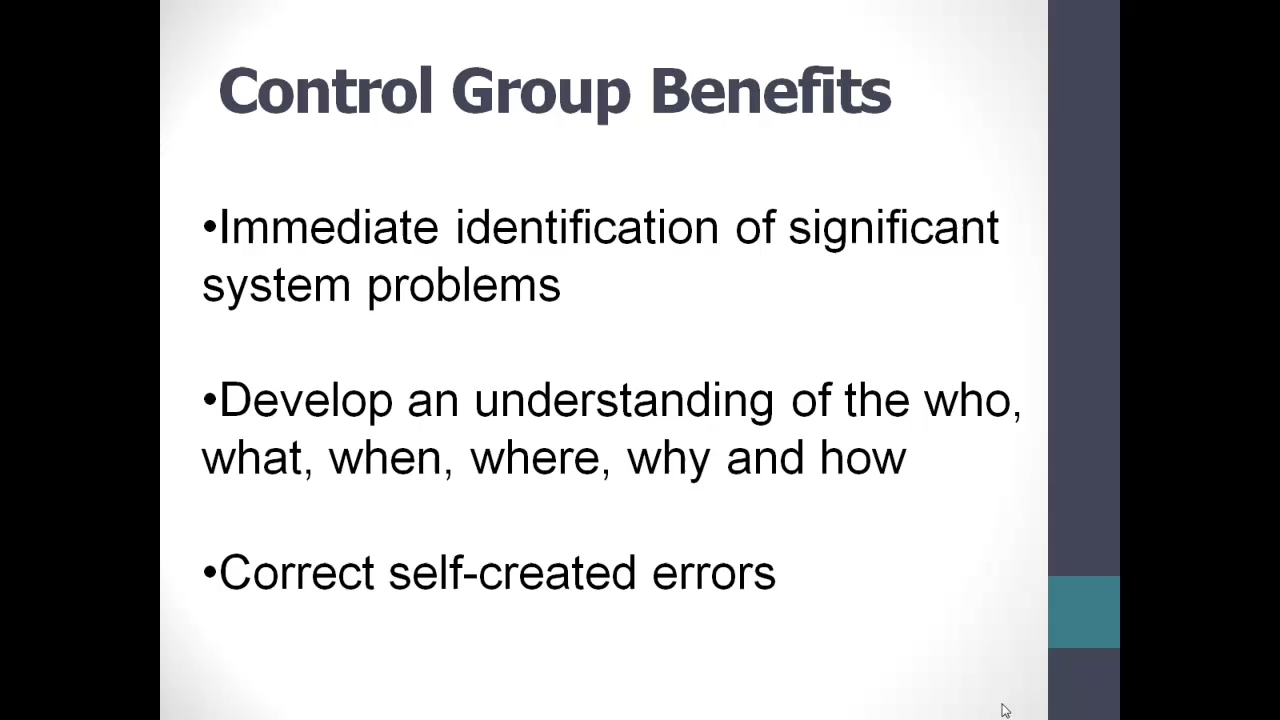 Control Group Benefits
•Immediate identification of significant
system problems
•Develop an understanding of the who,
what, when, where, why and how
•Correct self-created errors